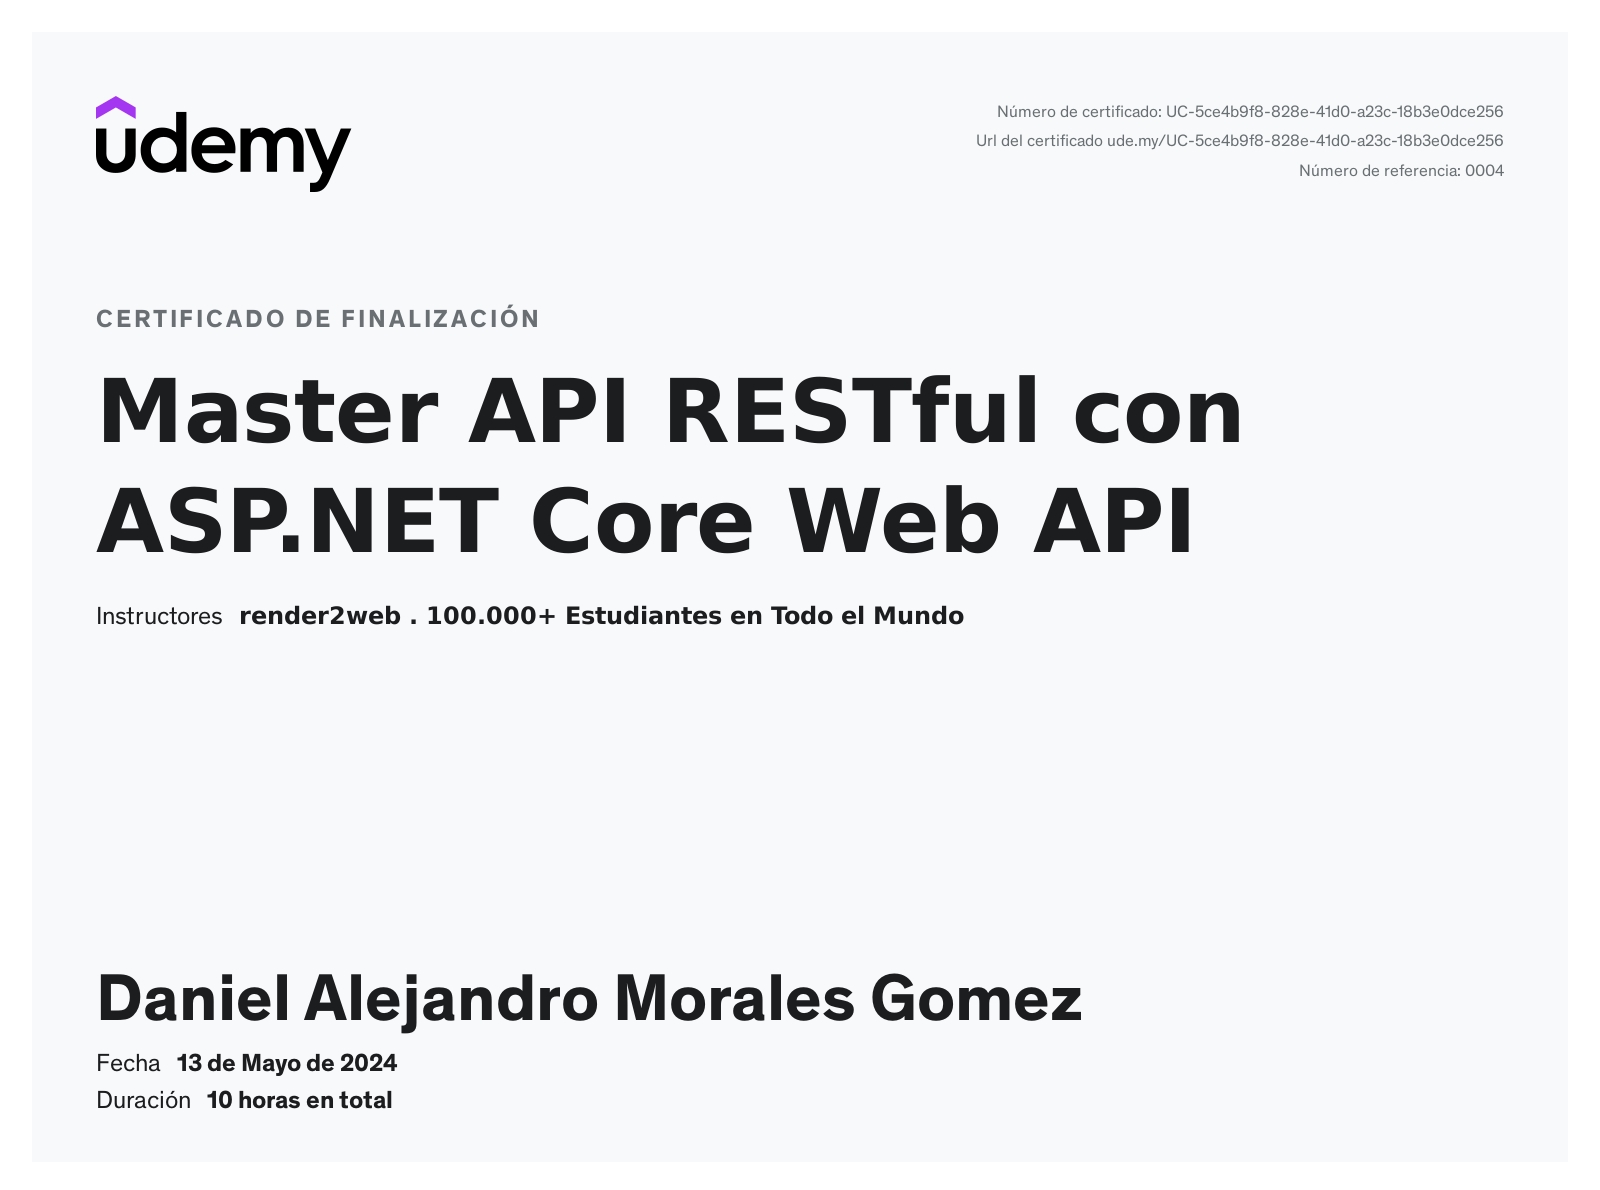 udemy
Número de certificado: UC-5ce4b9f8-828e-41d0-a23c-18b3e0dce256
Url del certificado ude.my/UC-5ce4b9f8-828e-41d0-a23c-18b3e0dce256
Número de referencia: 0004
CERTIFICADO DE FINALIZACIÓN
Master API RESTful con
ASP.NET Core Web API
Instructores render2web . 100.000+ Estudiantes en Todo el Mundo
Daniel Alejandro Morales Gomez
Fecha 13 de Mayo de 2024
Duración 10 horas en total